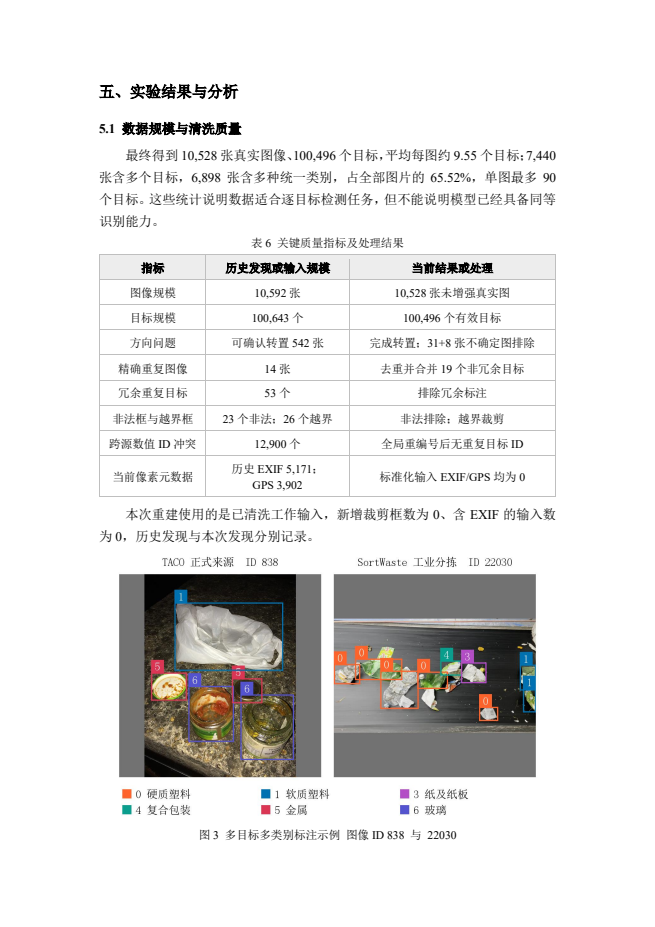 五、实验结果与分析
5.1 数据规模与清洗质量
最终得到 10,528 张真实图像、100,496 个目标，平均每图约 9.55 个目标；7,440
张含多个目标，6,898 张含多种统一类别，占全部图片的 65.52%，单图最多 90
个目标。这些统计说明数据适合逐目标检测任务，但不能说明模型已经具备同等
识别能力。
表 6 关键质量指标及处理结果
指标 历史发现或输入规模 当前结果或处理
图像规模 10,592 张 10,528 张未增强真实图
目标规模 100,643 个 100,496 个有效目标
方向问题 可确认转置 542 张 完成转置；31+8 张不确定图排除
精确重复图像 14 张 去重并合并 19 个非冗余目标
冗余重复目标 53 个 排除冗余标注
非法框与越界框 23 个非法；26 个越界 非法排除；越界裁剪
跨源数值 ID 冲突 12,900 个 全局重编号后无重复目标 ID
当前像素元数据 历史 EXIF 5,171； 标准化输入 EXIF/GPS 均为 0
GPS 3,902
本次重建使用的是已清洗工作输入，新增裁剪框数为 0、含 EXIF 的输入数
为 0，历史发现与本次发现分别记录。
TACO 正式来源 ID 838 SortWaste 工业分拣 ID 22030
1
5
6
5
6
0
0
0
0
4
3
1
1
0
0 硬质塑料 1 软质塑料 3 纸及纸板
4 复合包装 5 金属 6 玻璃
图 3 多目标多类别标注示例 图像 ID 838 与 22030